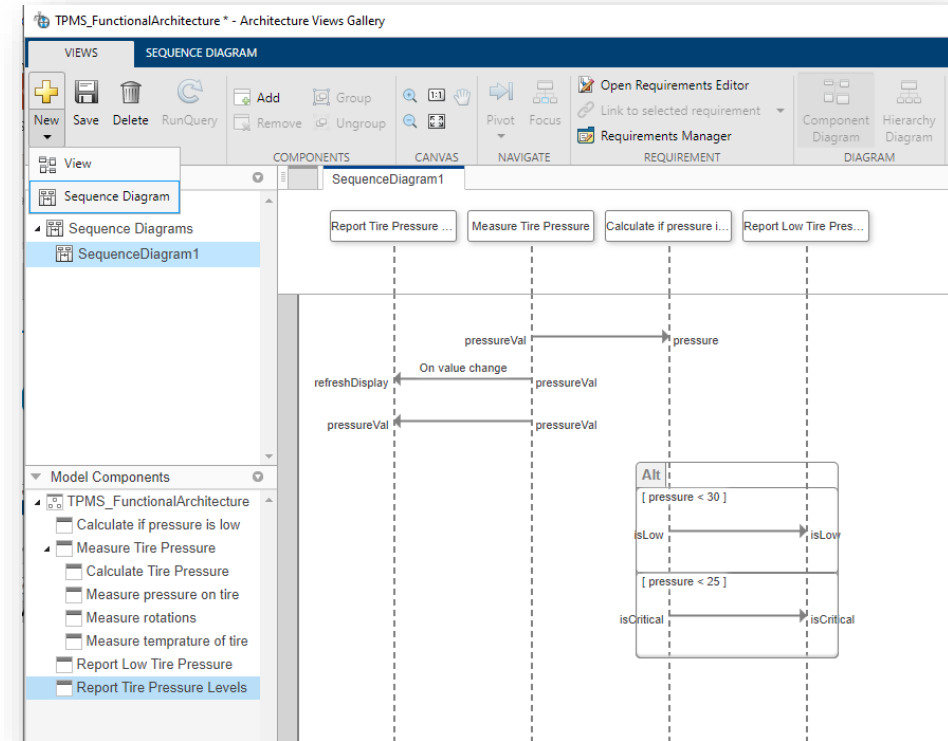 TPMS_FunctionalArchitecture * - Architecture Views Gallery
VIEWS
SEQUENCE DIAGRAM
New
Save
Delete
RunQuery
Add
Remove
Group
Ungroup
1:1
Pivot
Focus
Open Requirements Editor
Link to selected requirement
Requirements Manager
Component
Diagram
Hierarchy
Diagram
COMPONENTS
CANVAS
NAVIGATE
REQUIREMENT
DIAGRAM
View
Sequence Diagram
Sequence Diagrams
SequenceDiagram1
SequenceDiagram1
Report Tire Pressure ...
Measure Tire Pressure
Calculate if pressure i...
Report Low Tire Pres...
pressureVal
pressure
On value change
refreshDisplay
pressureVal
pressureVal
pressureVal
Alt
[ pressure < 30 ]
isLow
isLow
[ pressure < 25 ]
isCritical
isCritical
Model Components
TPMS_FunctionalArchitecture
Calculate if pressure is low
Measure Tire Pressure
Calculate Tire Pressure
Measure pressure on tire
Measure rotations
Measure temprature of tire
Report Low Tire Pressure
Report Tire Pressure Levels